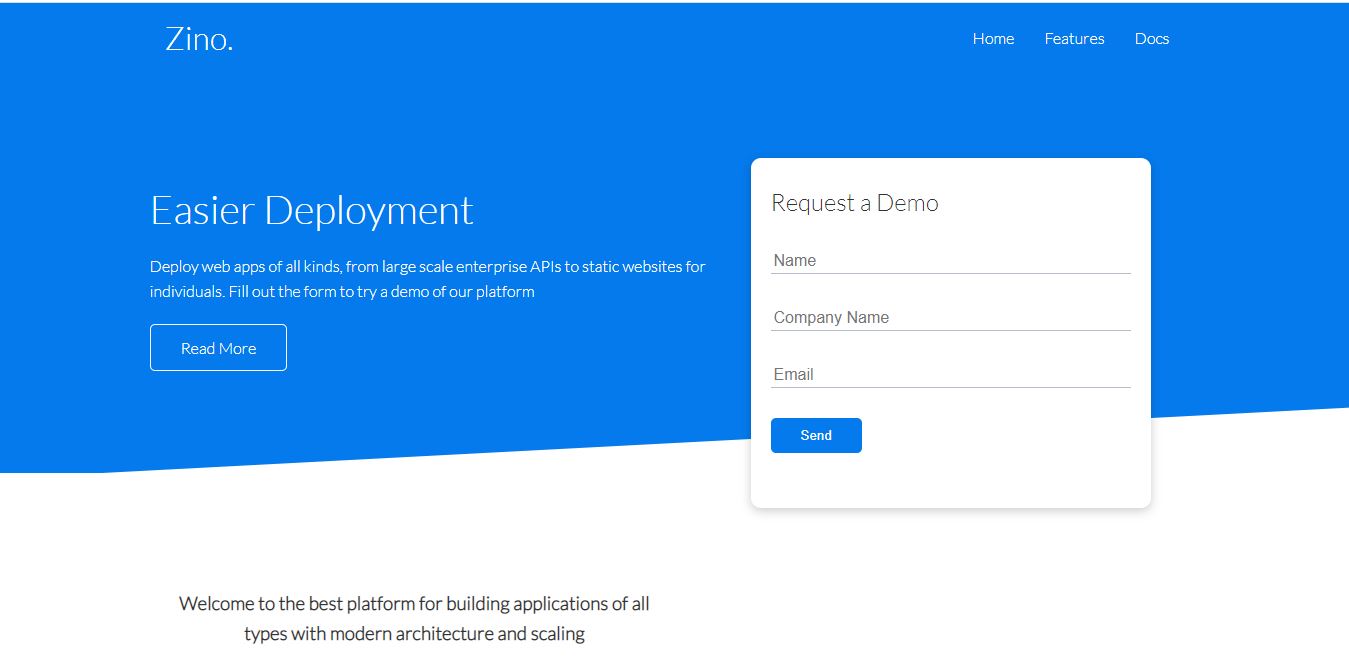 Zino.
Home Features Docs
Easier Deployment
Deploy web apps of all kinds, from large scale enterprise APIs to static websites for
individuals. Fill out the form to try a demo of our platform
Read More
Request a Demo
Name
Company Name
Email
Send
Welcome to the best platform for building applications of all
types with modern architecture and scaling